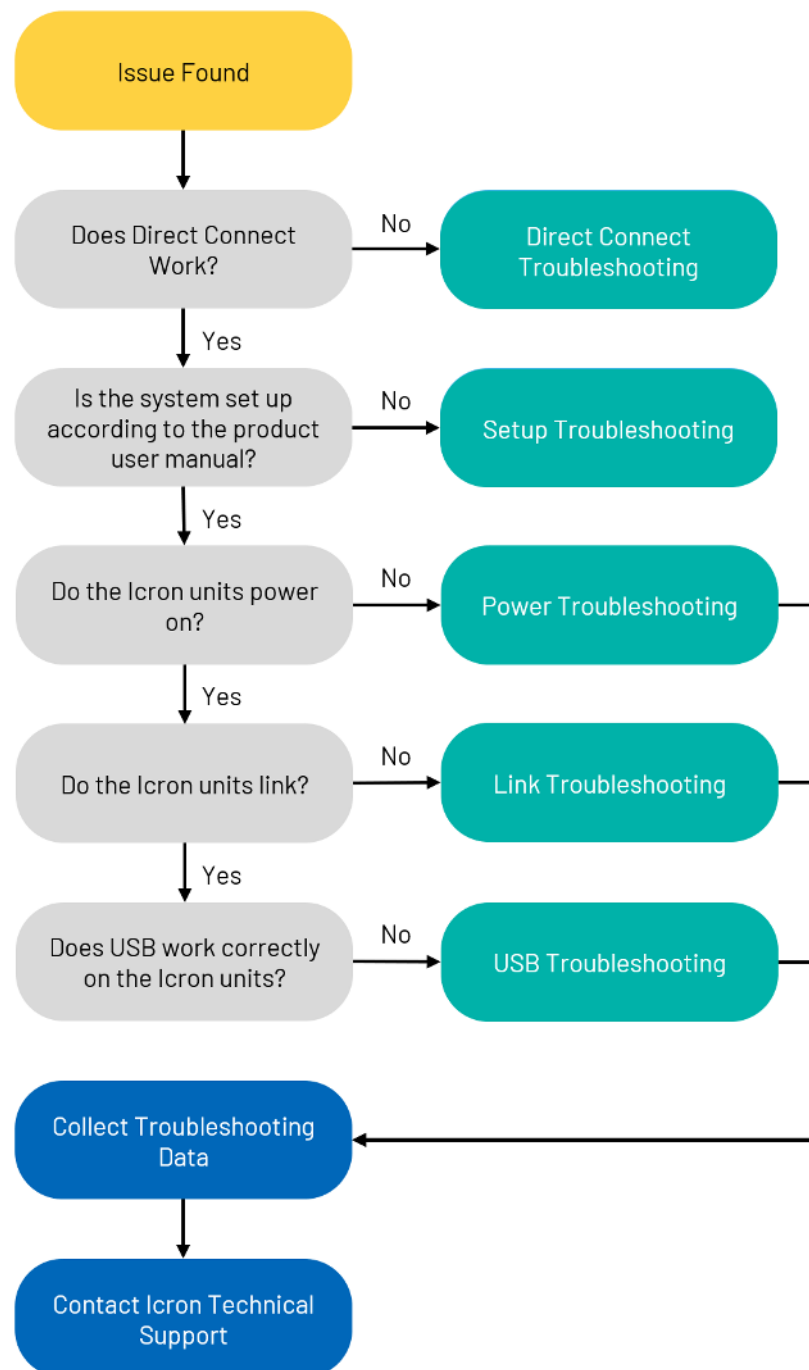 Issue Found
Does Direct Connect
Work?
No
Direct Connect
Troubleshooting
Yes
Is the system set up
according to the product
user manual?
No
Setup Troubleshooting
Yes
Do the Icron units power
on?
No
Power Troubleshooting
Yes
Do the Icron units link?
No
Link Troubleshooting
Yes
Does USB work correctly
on the Icron units?
No
USB Troubleshooting
Collect Troubleshooting
Data
Contact Icron Technical
Support